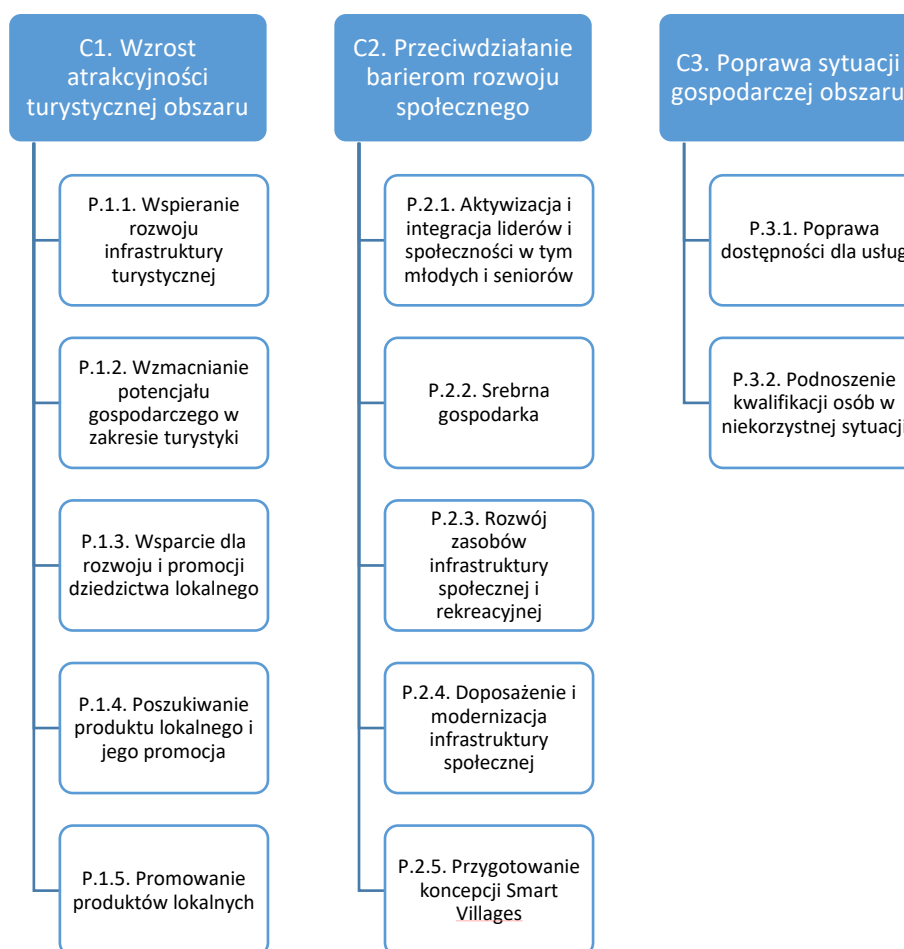 C1. Wzrost
atrakcyjności
turystycznej obszaru
P.1.1. Wspieranie
rozwoju
infrastruktury
turystycznej
P.1.2. Wzmacnianie
potencjału
gospodarczego w
zakresie turystyki
P.1.3. Wsparcie dla
rozwoju i promocji
dziedzictwa lokalnego
P.1.4. Poszukiwanie
produktu lokalnego i
jego promocja
P.1.5. Promowanie
produktów lokalnych
C2. Przeciwdziałanie
barierom rozwoju
społecznego
P.2.1. Aktywizacja i
integracja liderów i
społeczności w tym
młodych i seniorów
P.2.2. Srebrna
gospodarka
P.2.3. Rozwój
zasobów
infrastruktury
społecznej i
rekreacyjnej
P.2.4. Doposażenie i
modernizacja
infrastruktury
społecznej
P.2.5. Przygotowanie
koncepcji Smart
Villages
C3. Poprawa sytuacji
gospodarczej obszaru
P.3.1. Poprawa
dostępności dla usług
P.3.2. Podnoszenie
kwalifikacji osób w
niekorzystnej sytuacji